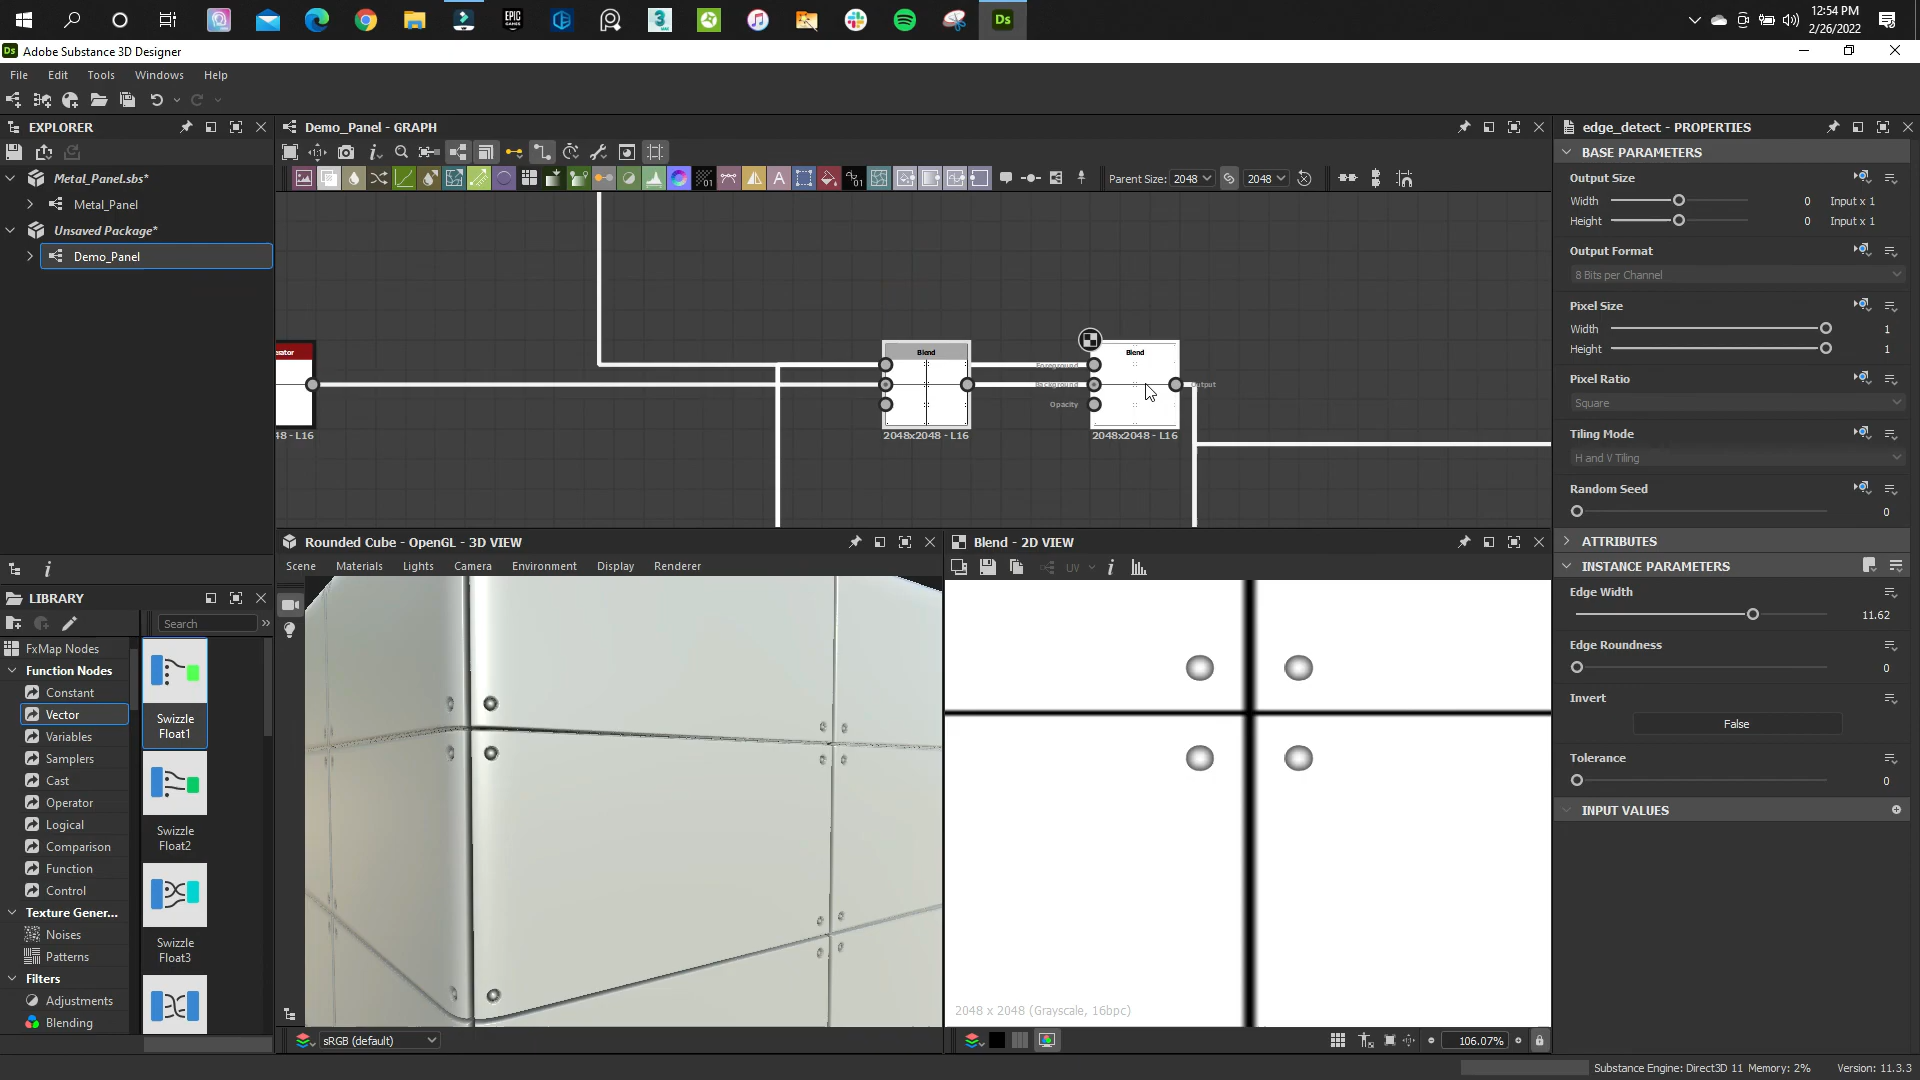 12:54 PM
2/26/2022
Adobe Substance 3D Designer
File Edit Tools Windows Help
EXPLORER
Metal_Panel.sbs*
Metal_Panel
Unsaved Package*
Demo_Panel
Demo_Panel - GRAPH
Parent Size: 2048 2048
Blend
Blend
Foreground
Background
Opacity
Output
2048x2048 - L16
2048x2048 - L16
48 - L16
edge_detect - PROPERTIES
BASE PARAMETERS
Output Size
Width 0 Input x 1
Height 0 Input x 1
Output Format
8 Bits per Channel
Pixel Size
Width 1
Height 1
Pixel Ratio
Square
Tiling Mode
H and V Tiling
Random Seed
0
ATTRIBUTES
INSTANCE PARAMETERS
Edge Width
11.62
Edge Roundness
0
Invert
False
Tolerance
0
INPUT VALUES
LIBRARY
Search
FxMap Nodes
Function Nodes
Constant
Vector
Variables
Samplers
Cast
Operator
Logical
Comparison
Function
Control
Texture Gener...
Noises
Patterns
Filters
Adjustments
Blending
Swizzle
Float1
Swizzle
Float2
Swizzle
Float3
Rounded Cube - OpenGL - 3D VIEW
Scene Materials Lights Camera Environment Display Renderer
sRGB (default)
Blend - 2D VIEW
UV
2048 x 2048 (Grayscale, 16bpc)
106.07%
Substance Engine: Direct3D 11 Memory: 2% Version: 11.3.3